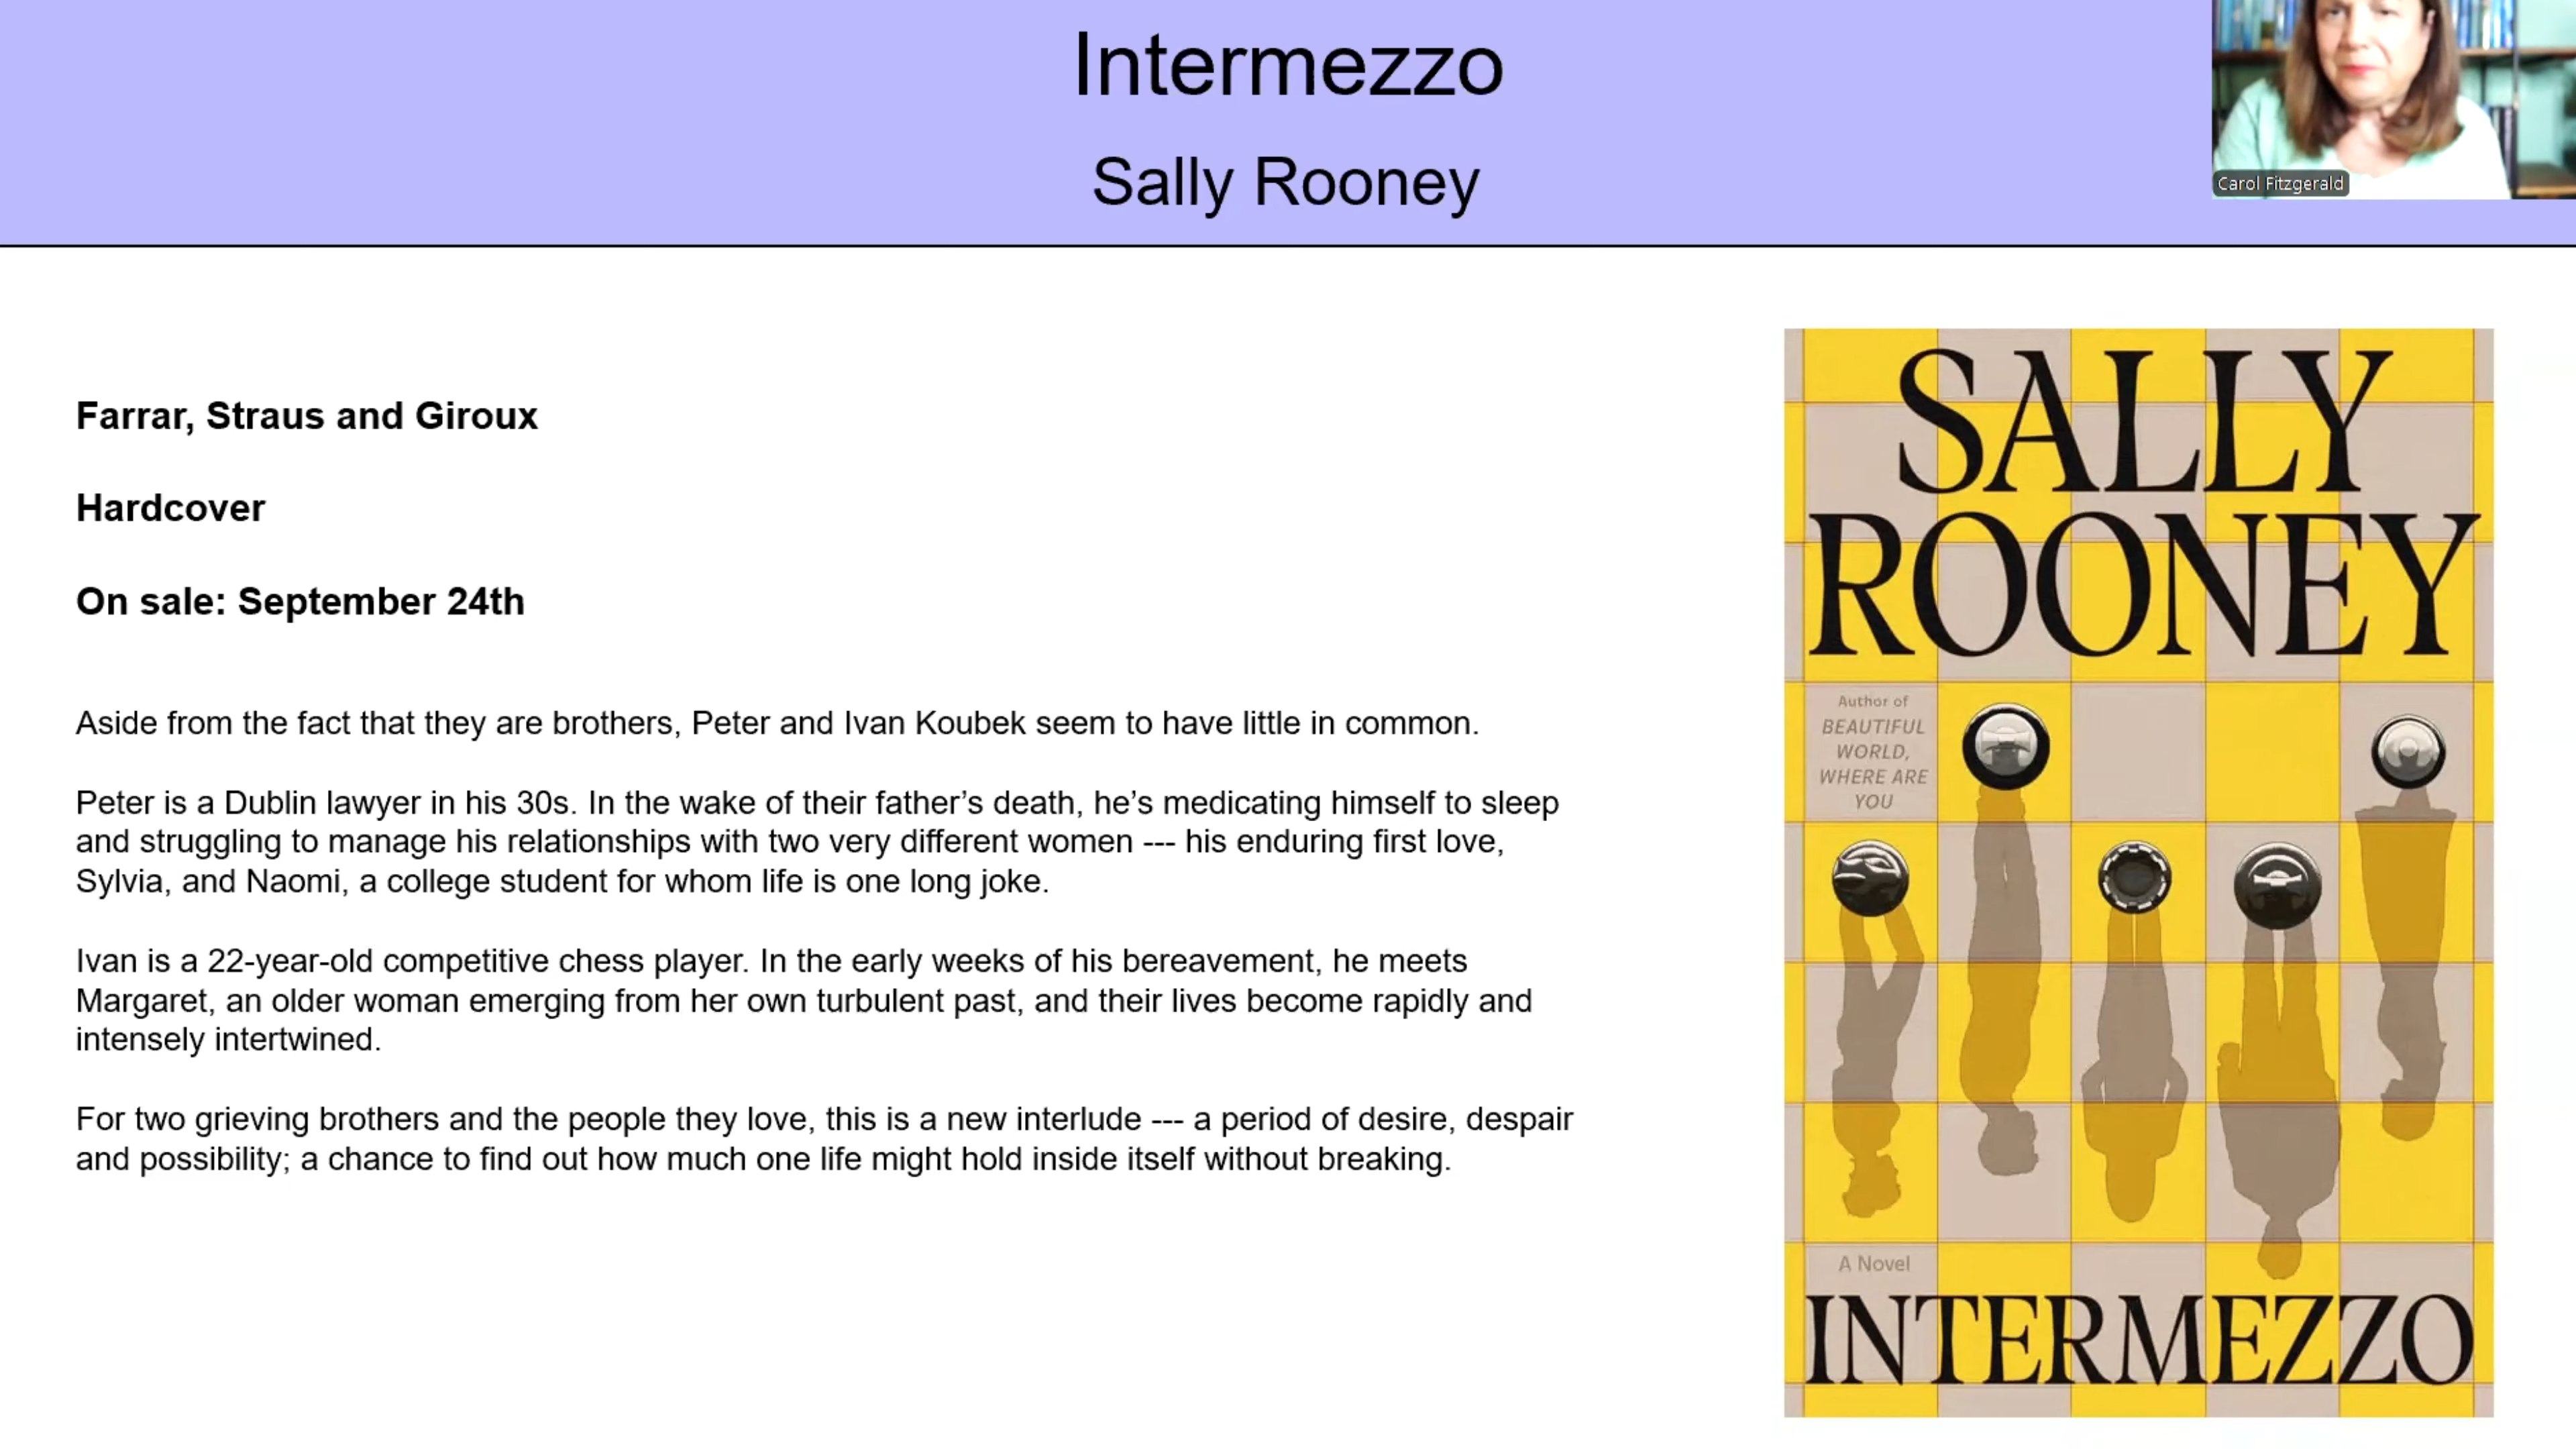 Intermezzo
Sally Rooney
Carol Fitzgerald
Farrar, Straus and Giroux
Hardcover
On sale: September 24th
Aside from the fact that they are brothers, Peter and Ivan Koubek seem to have little in common.
Peter is a Dublin lawyer in his 30s. In the wake of their father’s death, he’s medicating himself to sleep
and struggling to manage his relationships with two very different women --- his enduring first love,
Sylvia, and Naomi, a college student for whom life is one long joke.
Ivan is a 22-year-old competitive chess player. In the early weeks of his bereavement, he meets
Margaret, an older woman emerging from her own turbulent past, and their lives become rapidly and
intensely intertwined.
For two grieving brothers and the people they love, this is a new interlude --- a period of desire, despair
and possibility; a chance to find out how much one life might hold inside itself without breaking.
SALLY
ROONEY
Author of
BEAUTIFUL
WORLD,
WHERE ARE
YOU
A Novel
INTERMEZZO